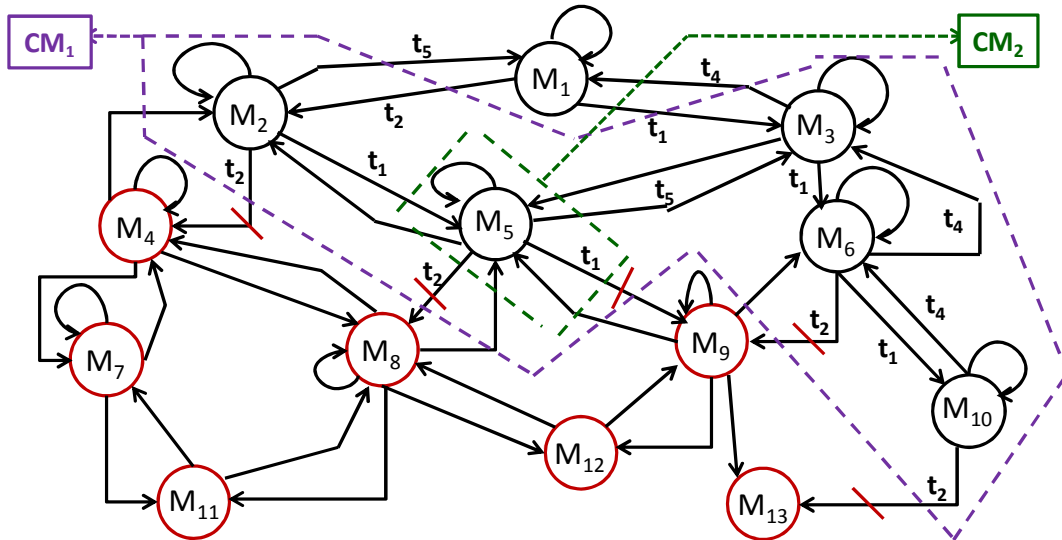 CM₁
CM₂
t₅
M₁
t₄
M₂
t₂
t₁
M₃
t₂
t₁
t₁
t₅
M₄
M₅
M₆
t₄
t₁
t₂
t₂
t₄
M₇
M₈
M₉
t₁
M₁₀
M₁₂
M₁₁
M₁₃
t₂